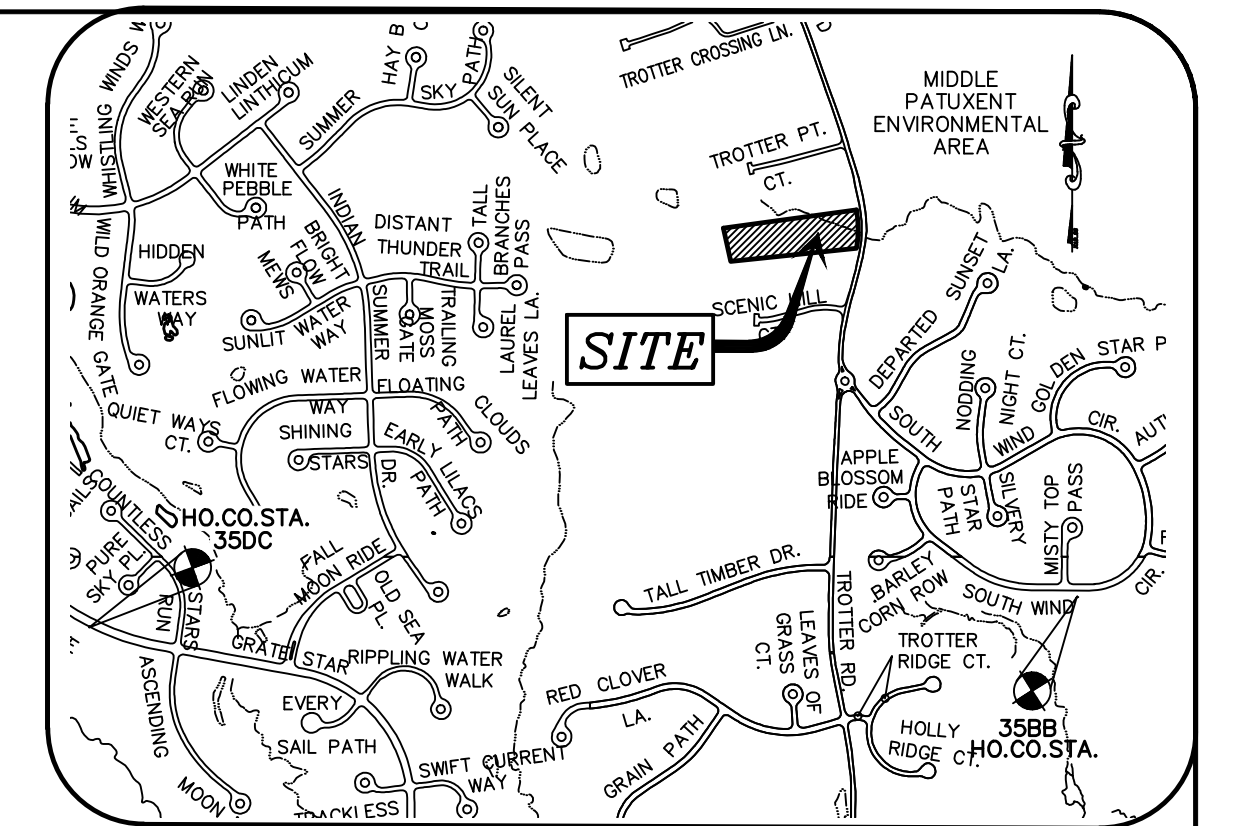 WINDS W
WESTERN
SEA RUN
LINDEN
LINTHICUM
HAY B
SUMMER
SKY
PATH
SILENT
SUN PLACE
TROTTER CROSSING LN.
MIDDLE
PATUXENT
ENVIRONMENTAL
AREA
WHISTLING
OW
WHITE
PEBBLE
PATH
INDIAN
TROTTER PT.
CT.
WILD ORANGE GATE
HIDDEN
WATERS
WAY
BRIGHT
FLOW
MEWS
DISTANT
THUNDER
TRAIL
TALL
BRANCHES
PASS
SUNLIT WATER
WAY
SUMMER
GATE
MOSS
TRAILING
LAUREL
LEAVES LA.
SCENIC HILL
SITE
DEPARTED SUNSET LA.
NODDING
NIGHT CT.
GOLDEN STAR P
FLOWING WATER
WAY
FLOATING
CLOUDS
PATH
QUIET WAYS
CT.
SHINING
STARS
DR.
EARLY LILACS
PATH
SOUTH WIND CIR.
AUT
APPLE
BLOSSOM
RIDE
STAR
PATH
SILVERY
MISTY TOP
PASS
COUNTLESS
STARS
RUN
HO.CO.STA.
35DC
PURE
SKY PL.
FALL
MOON RIDE
OLD SEA
PL.
TALL TIMBER DR.
TROTTER RD.
BARLEY
CORN ROW
SOUTH WIND
CIR.
GRATE STAR
RIPPLING WATER
WALK
ASCENDING
MOON
EVERY
SAIL PATH
SWIFT CURRENT
WAY
TRACKLESS
RED CLOVER
LA.
GRAIN PATH
LEAVES OF
GRASS
CT.
TROTTER
RIDGE CT.
HOLLY
RIDGE CT.
35BB
HO.CO.STA.